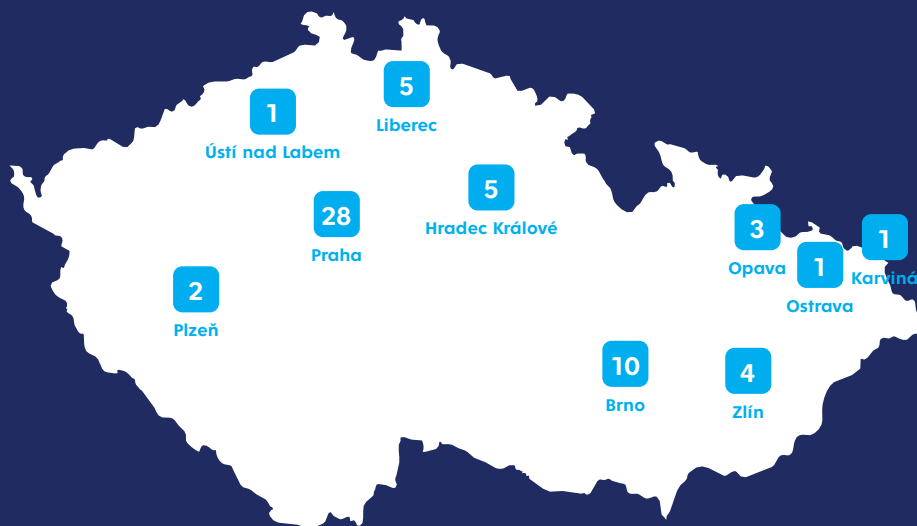 5
Liberec
1
Ústí nad Labem
5
Hradec Králové
28
Praha
3
Opava
1
Karviná
1
Ostrava
2
Plzeň
10
Brno
4
Zlín